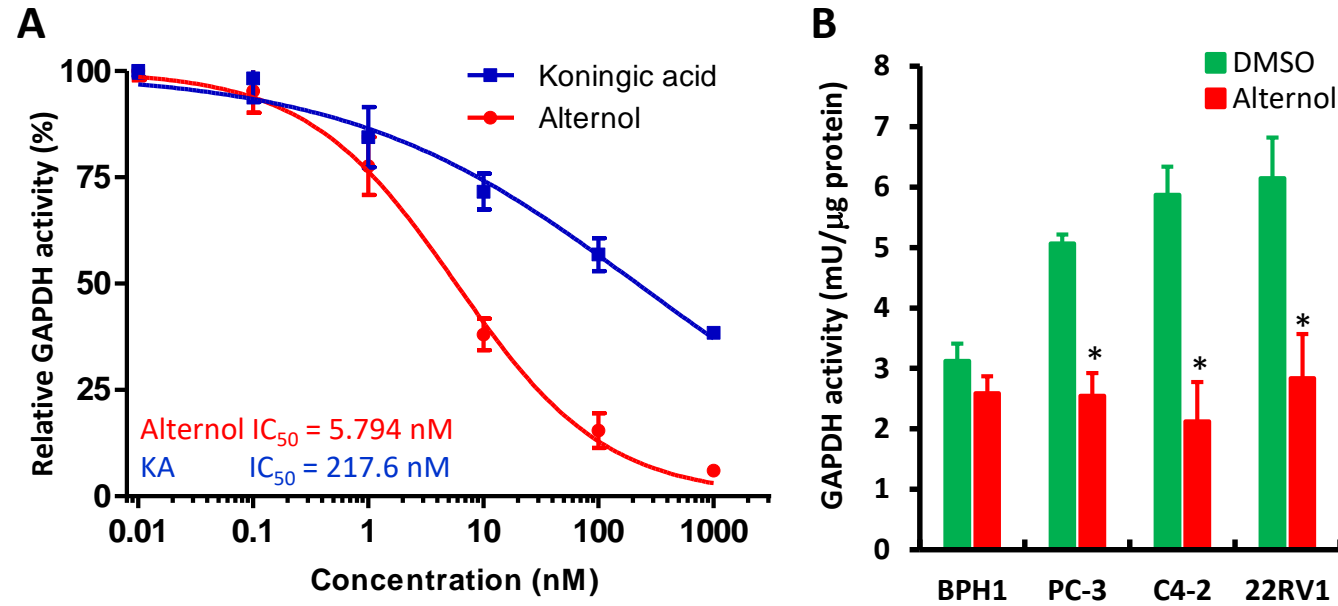 A
Relative GAPDH activity (%)
100
75
50
25
0
Koningic acid
Alternol
Alternol IC₅₀ = 5.794 nM
KA IC₅₀ = 217.6 nM
0.01 0.1 1 10 100 1000
Concentration (nM)
B
GAPDH activity (mU/μg protein)
8
7
6
5
4
3
2
1
0
DMSO
Alternol
* * *
BPH1 PC-3 C4-2 22RV1